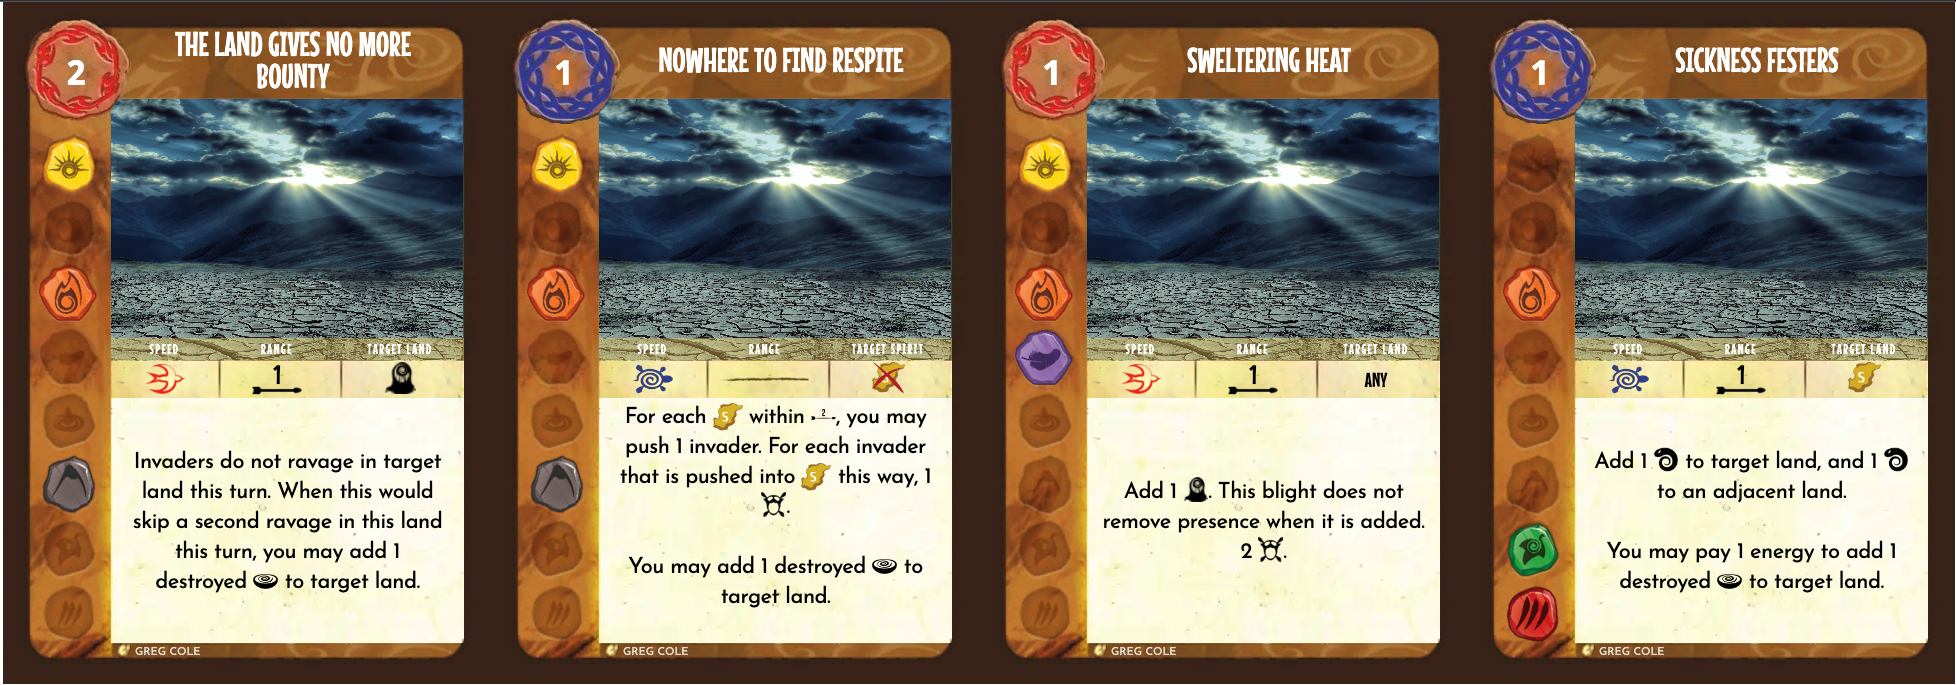 2
THE LAND GIVES NO MORE
BOUNTY
SPEED RANGE TARGET LAND
1
Invaders do not ravage in target
land this turn. When this would
skip a second ravage in this land
this turn, you may add 1
destroyed to target land.
GREG COLE
1
NOWHERE TO FIND RESPITE
SPEED RANGE TARGET SPIRIT
S
For each S within 2, you may
push 1 invader. For each invader
that is pushed into S this way, 1
.
You may add 1 destroyed to
target land.
GREG COLE
1
SWELTERING HEAT
SPEED RANGE TARGET LAND
1 ANY
Add 1 . This blight does not
remove presence when it is added.
2 .
GREG COLE
1
SICKNESS FESTERS
SPEED RANGE TARGET LAND
1 S
Add 1 to target land, and 1
to an adjacent land.
You may pay 1 energy to add 1
destroyed to target land.
GREG COLE